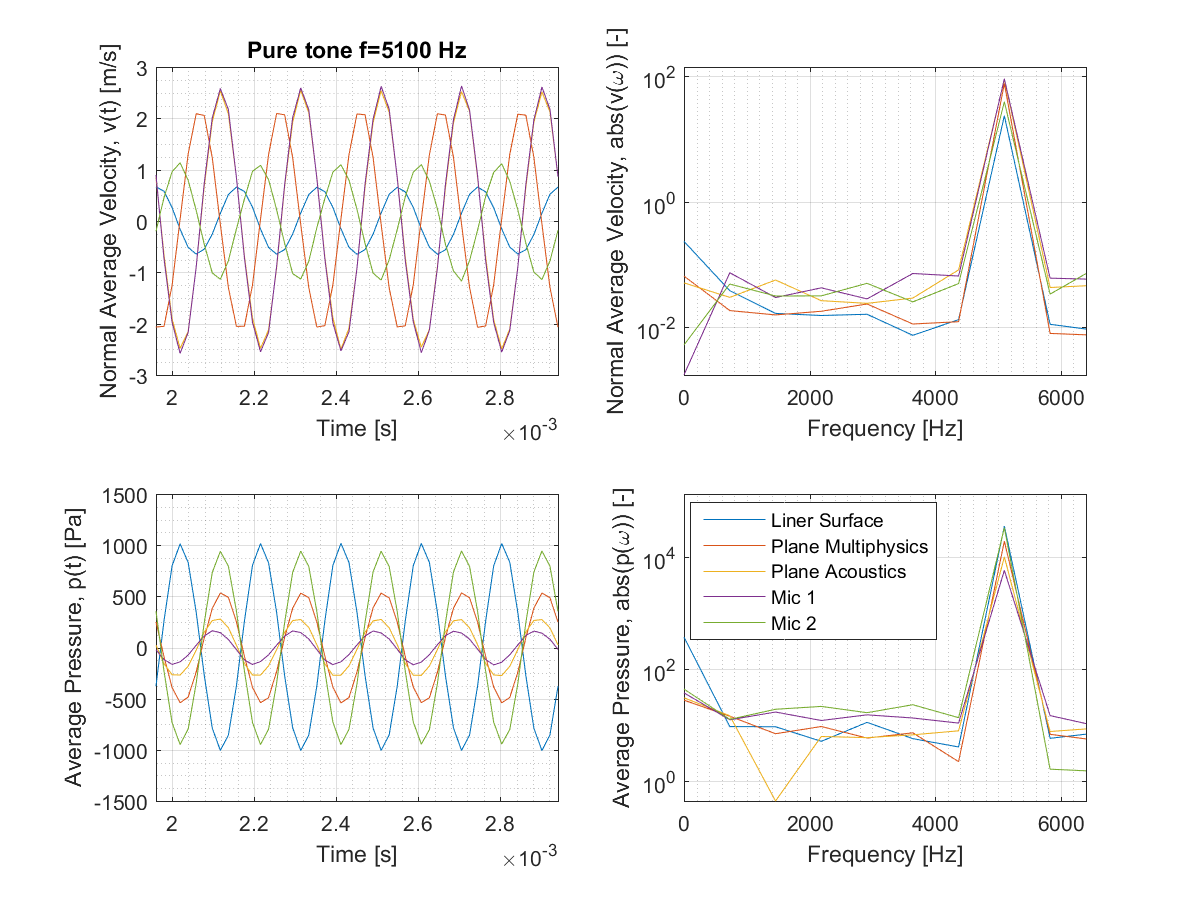 Pure tone f=5100 Hz
Normal Average Velocity, v(t) [m/s]
3
2
1
0
-1
-2
-3
2
2.2
2.4
2.6
2.8
×10-3
Time [s]
Normal Average Velocity, abs(v(ω)) [-]
102
100
10-2
0
2000
4000
6000
Frequency [Hz]
Average Pressure, p(t) [Pa]
1500
1000
500
0
-500
-1000
-1500
2
2.2
2.4
2.6
2.8
×10-3
Time [s]
Average Pressure, abs(p(ω)) [-]
104
102
100
Liner Surface
Plane Multiphysics
Plane Acoustics
Mic 1
Mic 2
0
2000
4000
6000
Frequency [Hz]